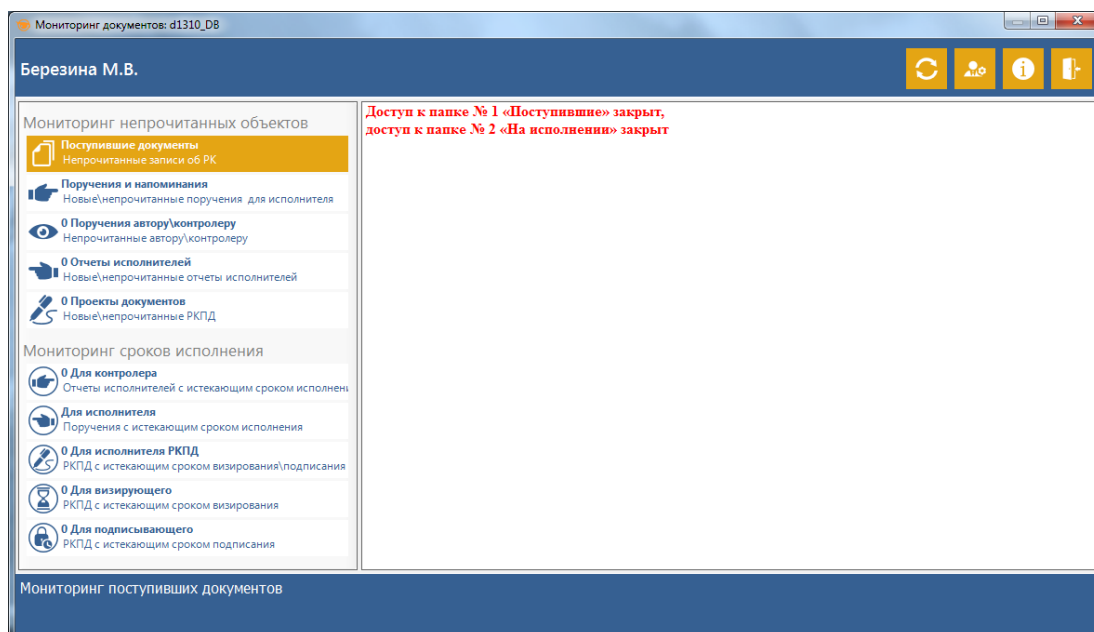 Мониторинг документов: d1310_DB
Березина М.В.
Мониторинг непрочитанных объектов
Поступившие документы
Непрочитанные записи об РК
Поручения и напоминания
Новые\непрочитанные поручения для исполнителя
0 Поручения автору\контролеру
Непрочитанные автору\контролеру
0 Отчеты исполнителей
Новые\непрочитанные отчеты исполнителей
0 Проекты документов
Новые\непрочитанные РКПД
Мониторинг сроков исполнения
0 Для контролера
Отчеты исполнителей с истекающим сроком исполнен
Для исполнителя
Поручения с истекающим сроком исполнения
0 Для исполнителя РКПД
РКПД с истекающим сроком визирования\подписания
0 Для визирующего
РКПД с истекающим сроком визирования
0 Для подписывающего
РКПД с истекающим сроком подписания
Доступ к папке № 1 «Поступившие» закрыт,
доступ к папке № 2 «На исполнении» закрыт
Мониторинг поступивших документов